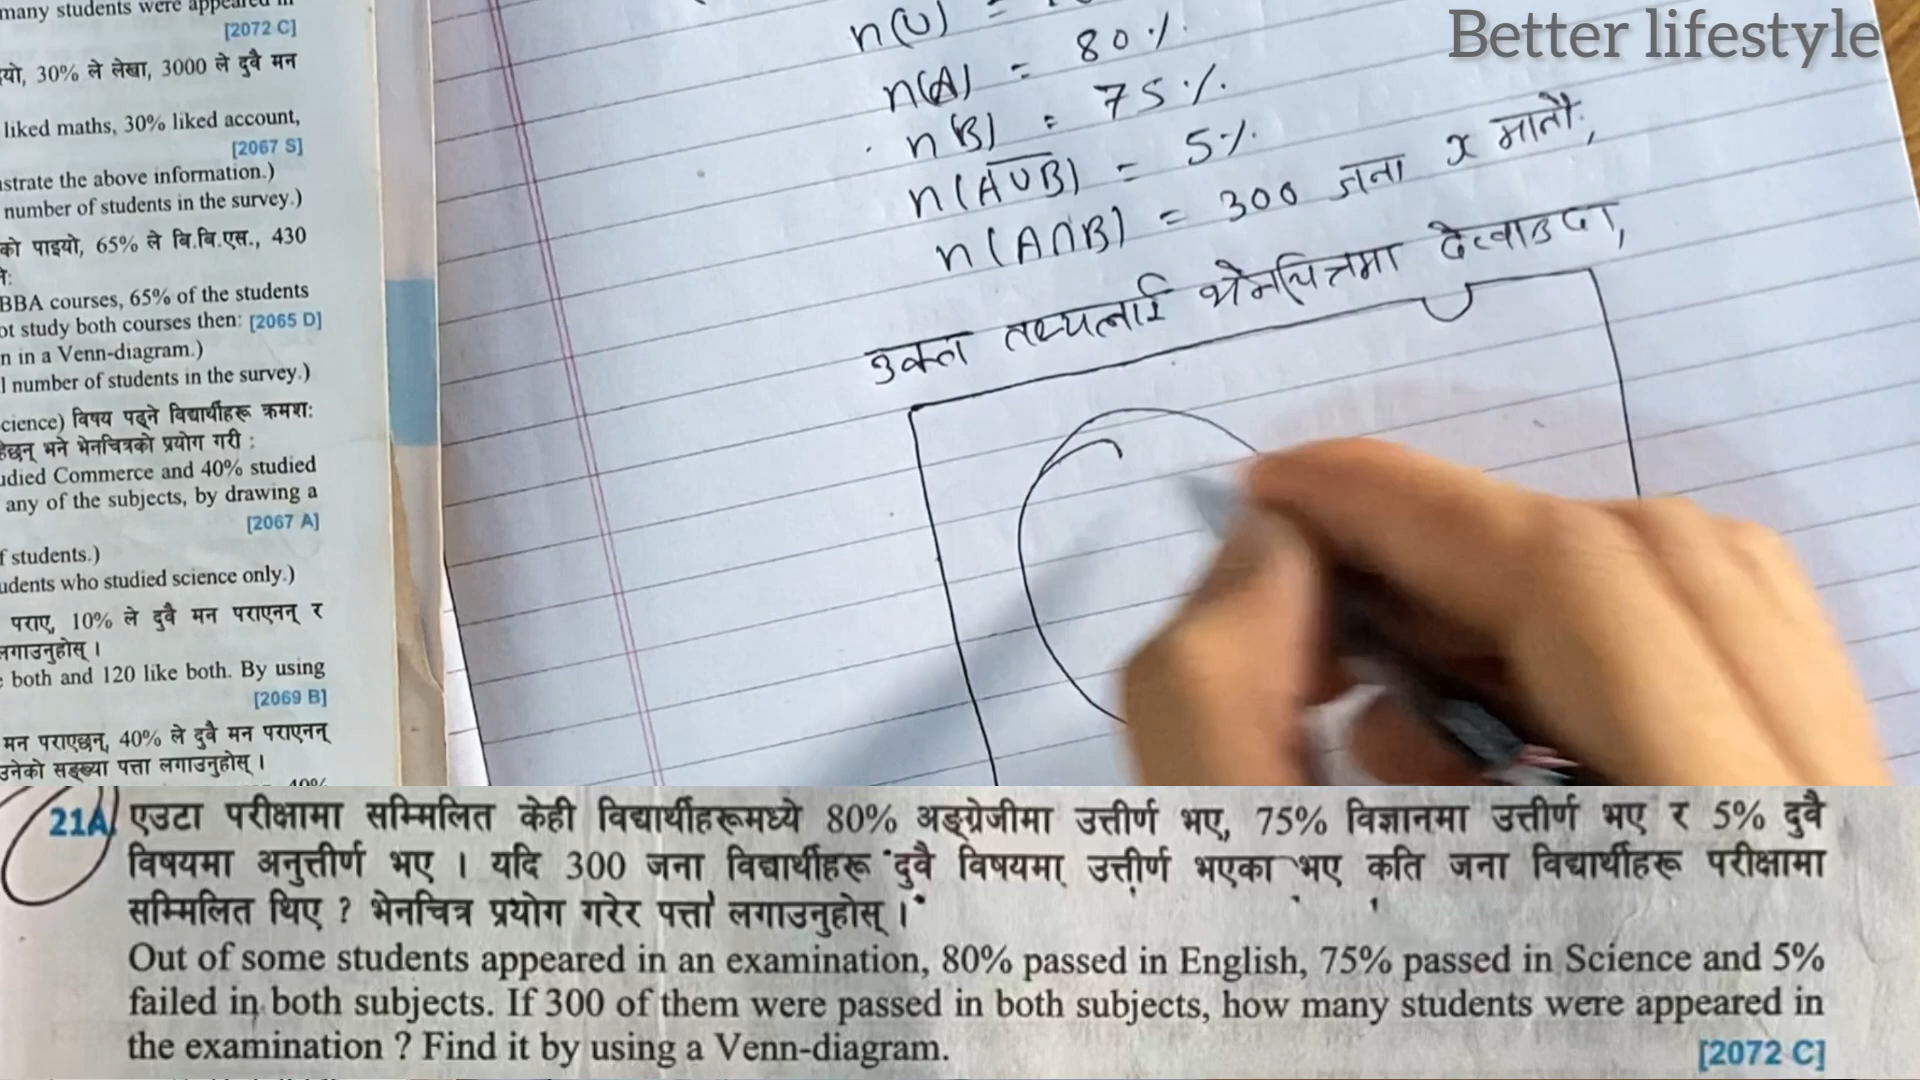 many students were appeared in
[2072 C]
यो, 30% ले लेखा, 3000 ले दुवै मन
liked maths, 30% liked account,
[2067 S]
strate the above information.)
number of students in the survey.)
को पाइयो, 65% ले बि.बि.एस., 430
BBA courses, 65% of the students
ot study both courses then: [2065 D]
n in a Venn-diagram.)
l number of students in the survey.)
cience) विषय पढ्ने विद्यार्थीहरू क्रमश:
छन् भने भेनचित्रको प्रयोग गरी :
udied Commerce and 40% studied
any of the subjects, by drawing a
[2067 A]
f students.)
udents who studied science only.)
पराए, 10% ले दुवै मन पराएनन् र
लगाउनुहोस् ।
both and 120 like both. By using
[2069 B]
मन पराएछन्, 40% ले दुवै मन पराएनन्
उनेको सङ्ख्या पत्ता लगाउनुहोस् ।
40%
Better lifestyle
n(U) =
n(A) = 80%
n(B) = 75%
n(A̅U̅B̅) = 5%
n(A∩B) = 300 जना x मानौ,
उक्त तथ्यलाई भेनचित्रमा देखाउदा,
U
21A एउटा परीक्षामा सम्मिलित केही विद्यार्थीहरूमध्ये 80% अङ्ग्रेजीमा उत्तीर्ण भए, 75% विज्ञानमा उत्तीर्ण भए र 5% दुवै
विषयमा अनुत्तीर्ण भए । यदि 300 जना विद्यार्थीहरू दुवै विषयमा उत्तीर्ण भएका भए कति जना विद्यार्थीहरू परीक्षामा
सम्मिलित थिए ? भेनचित्र प्रयोग गरेर पत्ता लगाउनुहोस् ।
Out of some students appeared in an examination, 80% passed in English, 75% passed in Science and 5%
failed in both subjects. If 300 of them were passed in both subjects, how many students were appeared in
the examination ? Find it by using a Venn-diagram.
[2072 C]